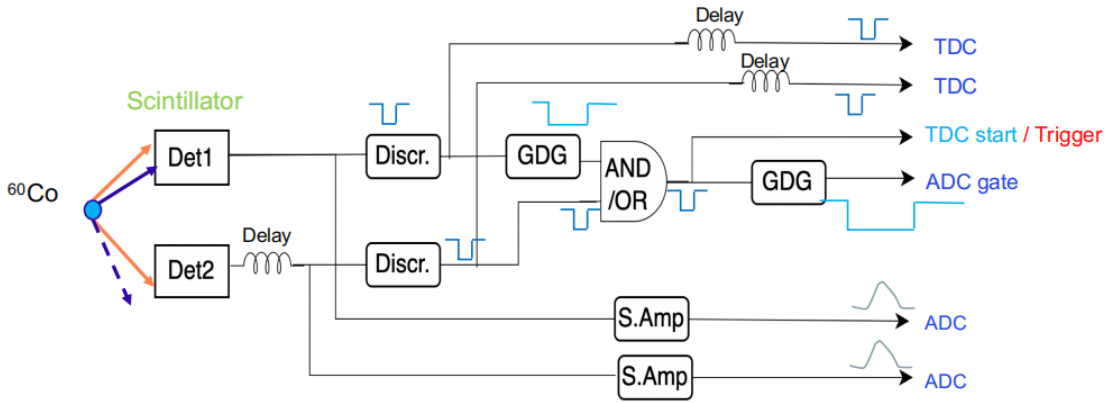 Delay
TDC
Delay
TDC
Scintillator
Det1
Discr.
GDG
AND
/OR
TDC start / Trigger
GDG
ADC gate
⁶⁰Co
Det2
Delay
Discr.
S.Amp
ADC
S.Amp
ADC